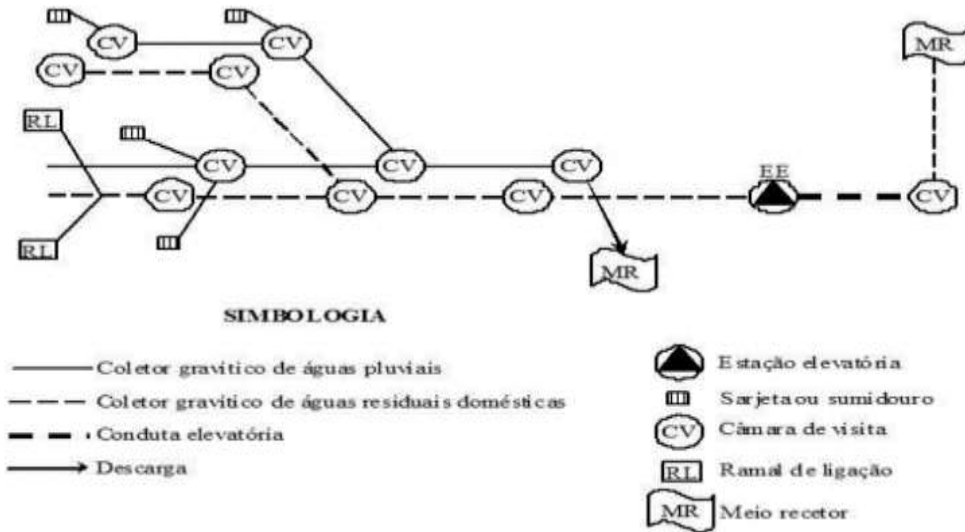 CV CV MR
CV CV
RL
CV CV CV
EE
CV CV CV CV
RL
MR
SIMBOLOGIA
Coletor gravitico de águas pluviais
Coletor gravitico de águas residuais domésticas
Conduta elevatória
Descarga
Estação elevatória
Sarjeta ou sumidouro
CV Câmara de visita
RL Ramal de ligação
MR Meio recetor